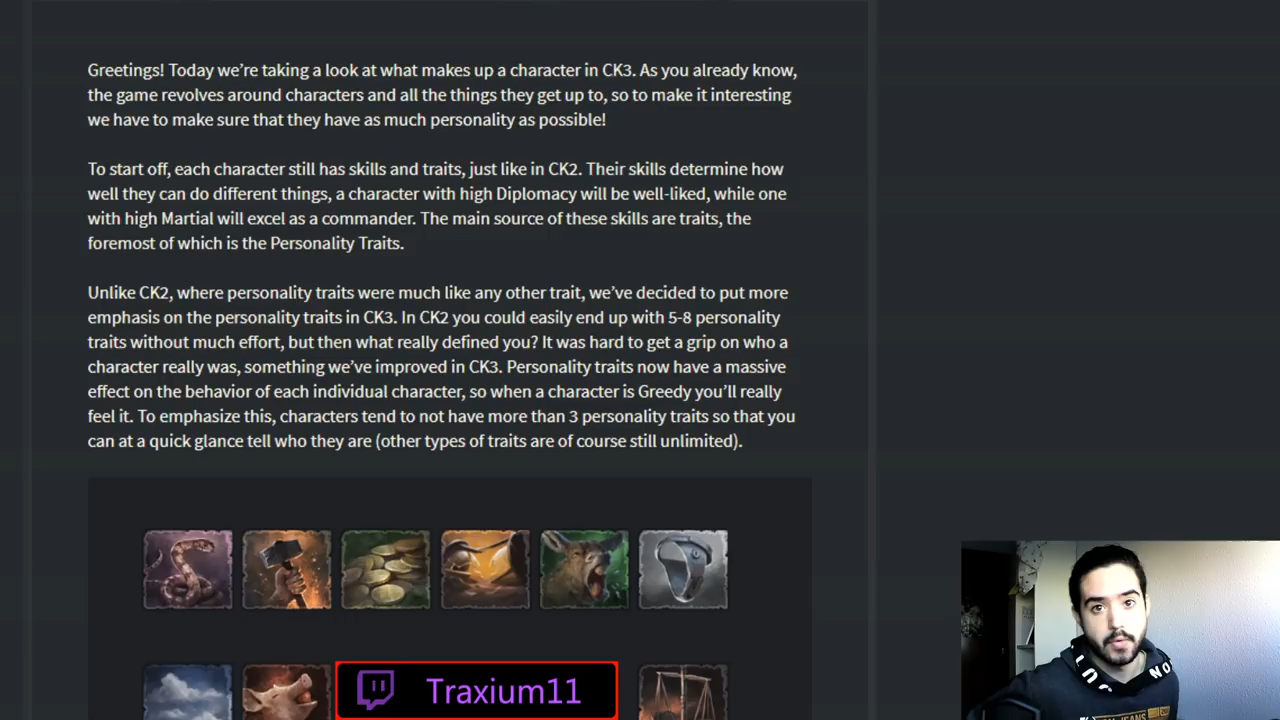 Greetings! Today we're taking a look at what makes up a character in CK3. As you already know,
the game revolves around characters and all the things they get up to, so to make it interesting
we have to make sure that they have as much personality as possible!
To start off, each character still has skills and traits, just like in CK2. Their skills determine how
well they can do different things, a character with high Diplomacy will be well-liked, while one
with high Martial will excel as a commander. The main source of these skills are traits, the
foremost of which is the Personality Traits.
Unlike CK2, where personality traits were much like any other trait, we've decided to put more
emphasis on the personality traits in CK3. In CK2 you could easily end up with 5-8 personality
traits without much effort, but then what really defined you? It was hard to get a grip on who a
character really was, something we've improved in CK3. Personality traits now have a massive
effect on the behavior of each individual character, so when a character is Greedy you'll really
feel it. To emphasize this, characters tend to not have more than 3 personality traits so that you
can at a quick glance tell who they are (other types of traits are of course still unlimited).
Traxium11